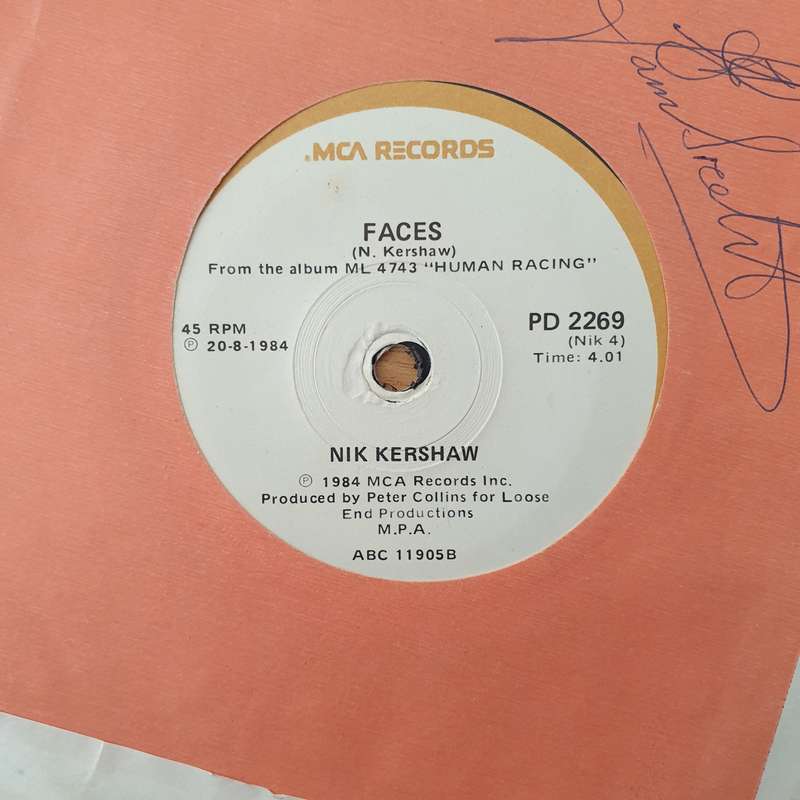 MCA RECORDS
FACES
(N. Kershaw)
From the album ML 4743 "HUMAN RACING"
45 RPM
℗ 20-8-1984
PD 2269
(Nik 4)
Time: 4.01
NIK KERSHAW
℗ 1984 MCA Records Inc.
Produced by Peter Collins for Loose
End Productions
M.P.A.
ABC 11905B